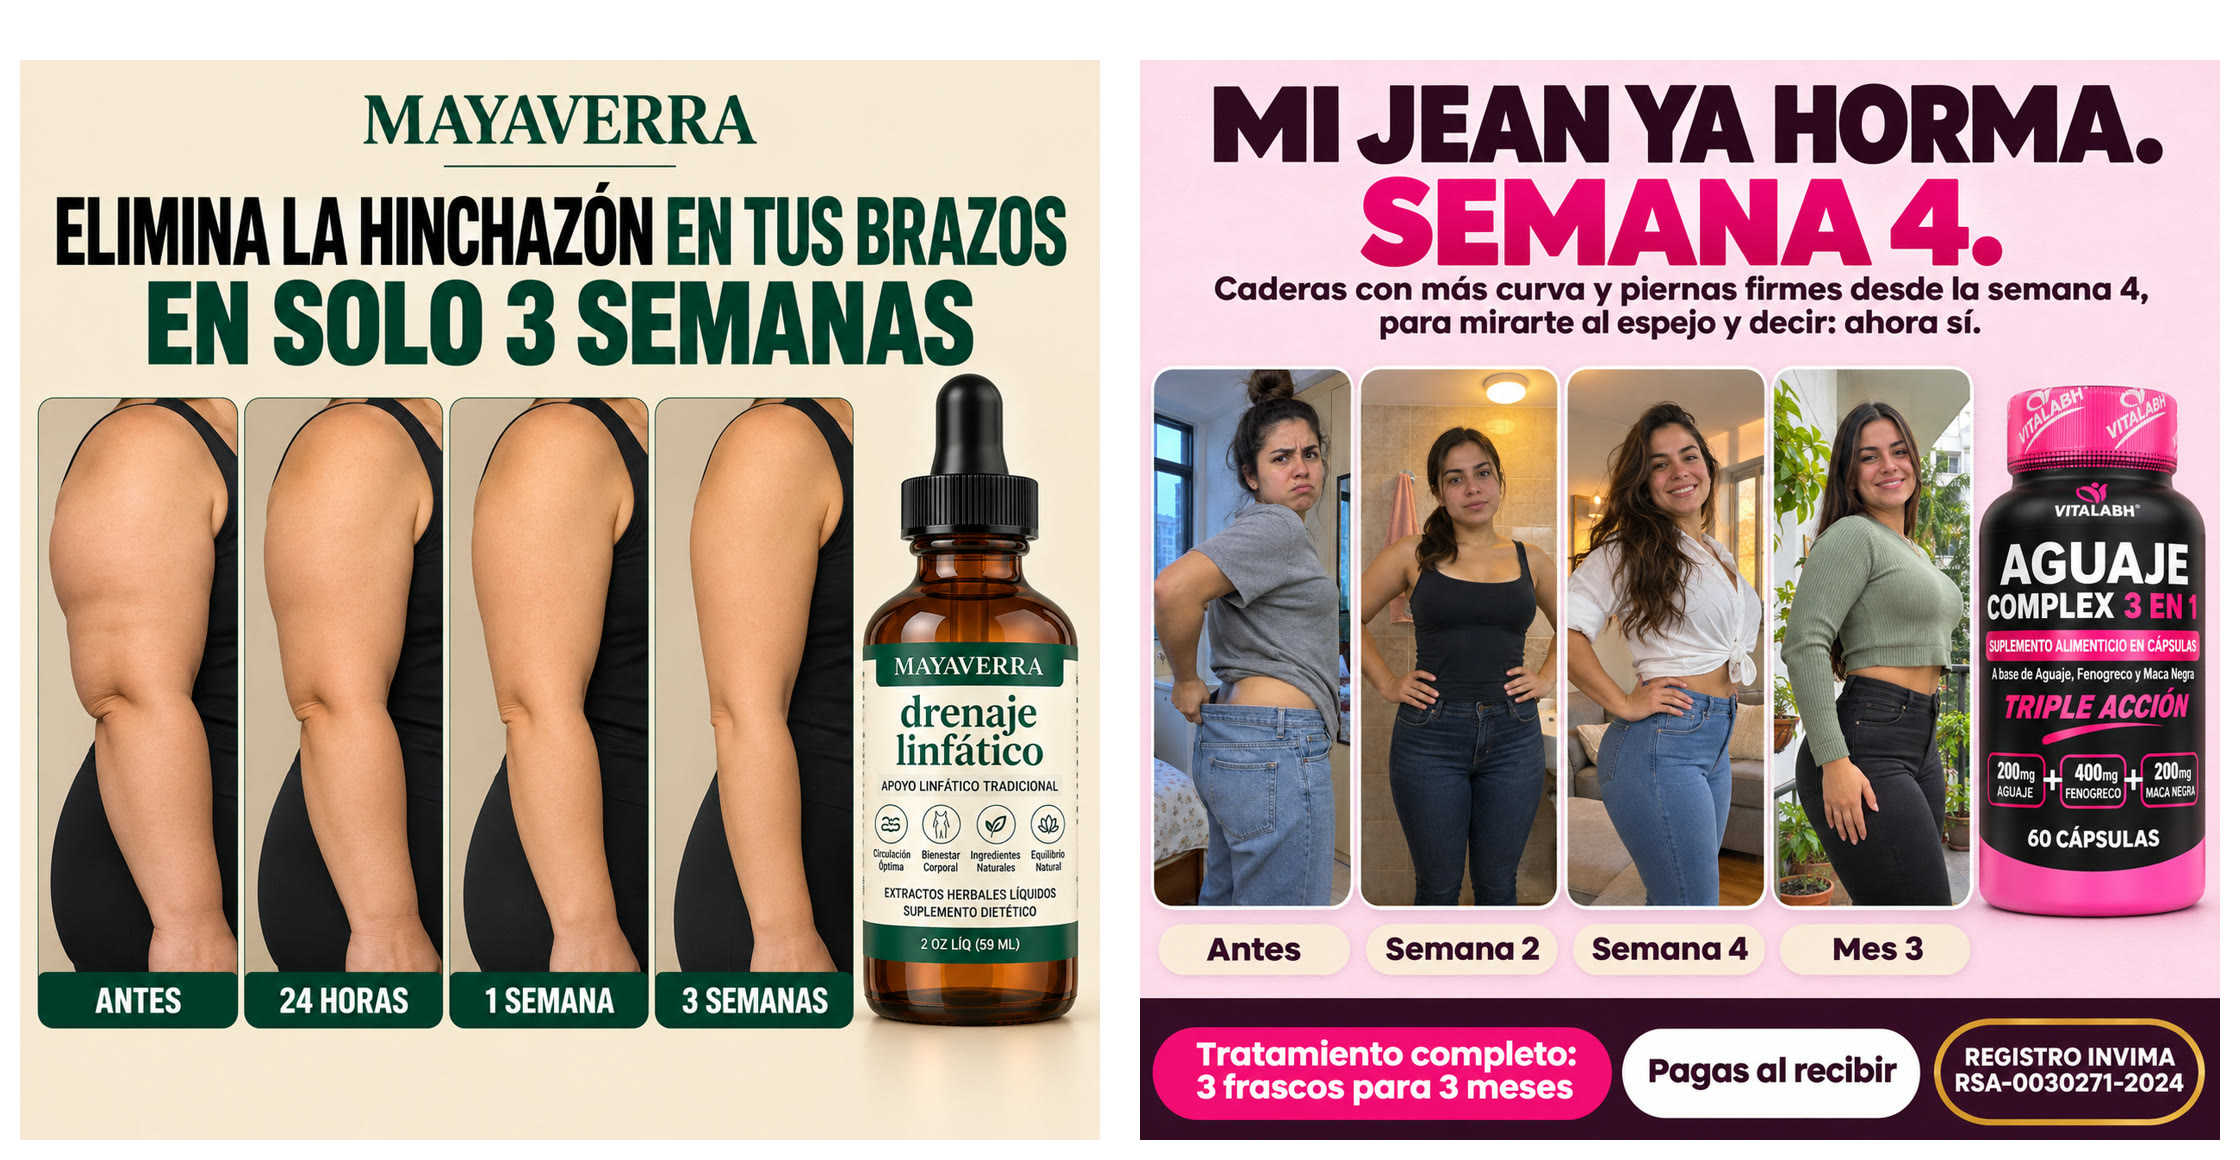 MAYAVERRA
ELIMINA LA HINCHAZÓN EN TUS BRAZOS
EN SOLO 3 SEMANAS
ANTES
24 HORAS
1 SEMANA
3 SEMANAS
MAYAVERRA
drenaje
linfático
APOYO LINFÁTICO TRADICIONAL
Circulación Óptima
Bienestar Corporal
Ingredientes Naturales
Equilibrio Natural
EXTRACTOS HERBALES LÍQUIDOS
SUPLEMENTO DIETÉTICO
2 OZ LÍQ (59 ML)
MI JEAN YA HORMA.
SEMANA 4.
Caderas con más curva y piernas firmes desde la semana 4,
para mirarte al espejo y decir: ahora sí.
Antes
Semana 2
Semana 4
Mes 3
VITALABH
VITALABH
VITALABH®
AGUAJE
COMPLEX 3 EN 1
SUPLEMENTO ALIMENTICIO EN CÁPSULAS
A base de Aguaje, Fenogreco y Maca Negra
TRIPLE ACCIÓN
200mg AGUAJE + 400mg FENOGRECO + 200mg MACA NEGRA
60 CÁPSULAS
Tratamiento completo:
3 frascos para 3 meses
Pagas al recibir
REGISTRO INVIMA
RSA-0030271-2024